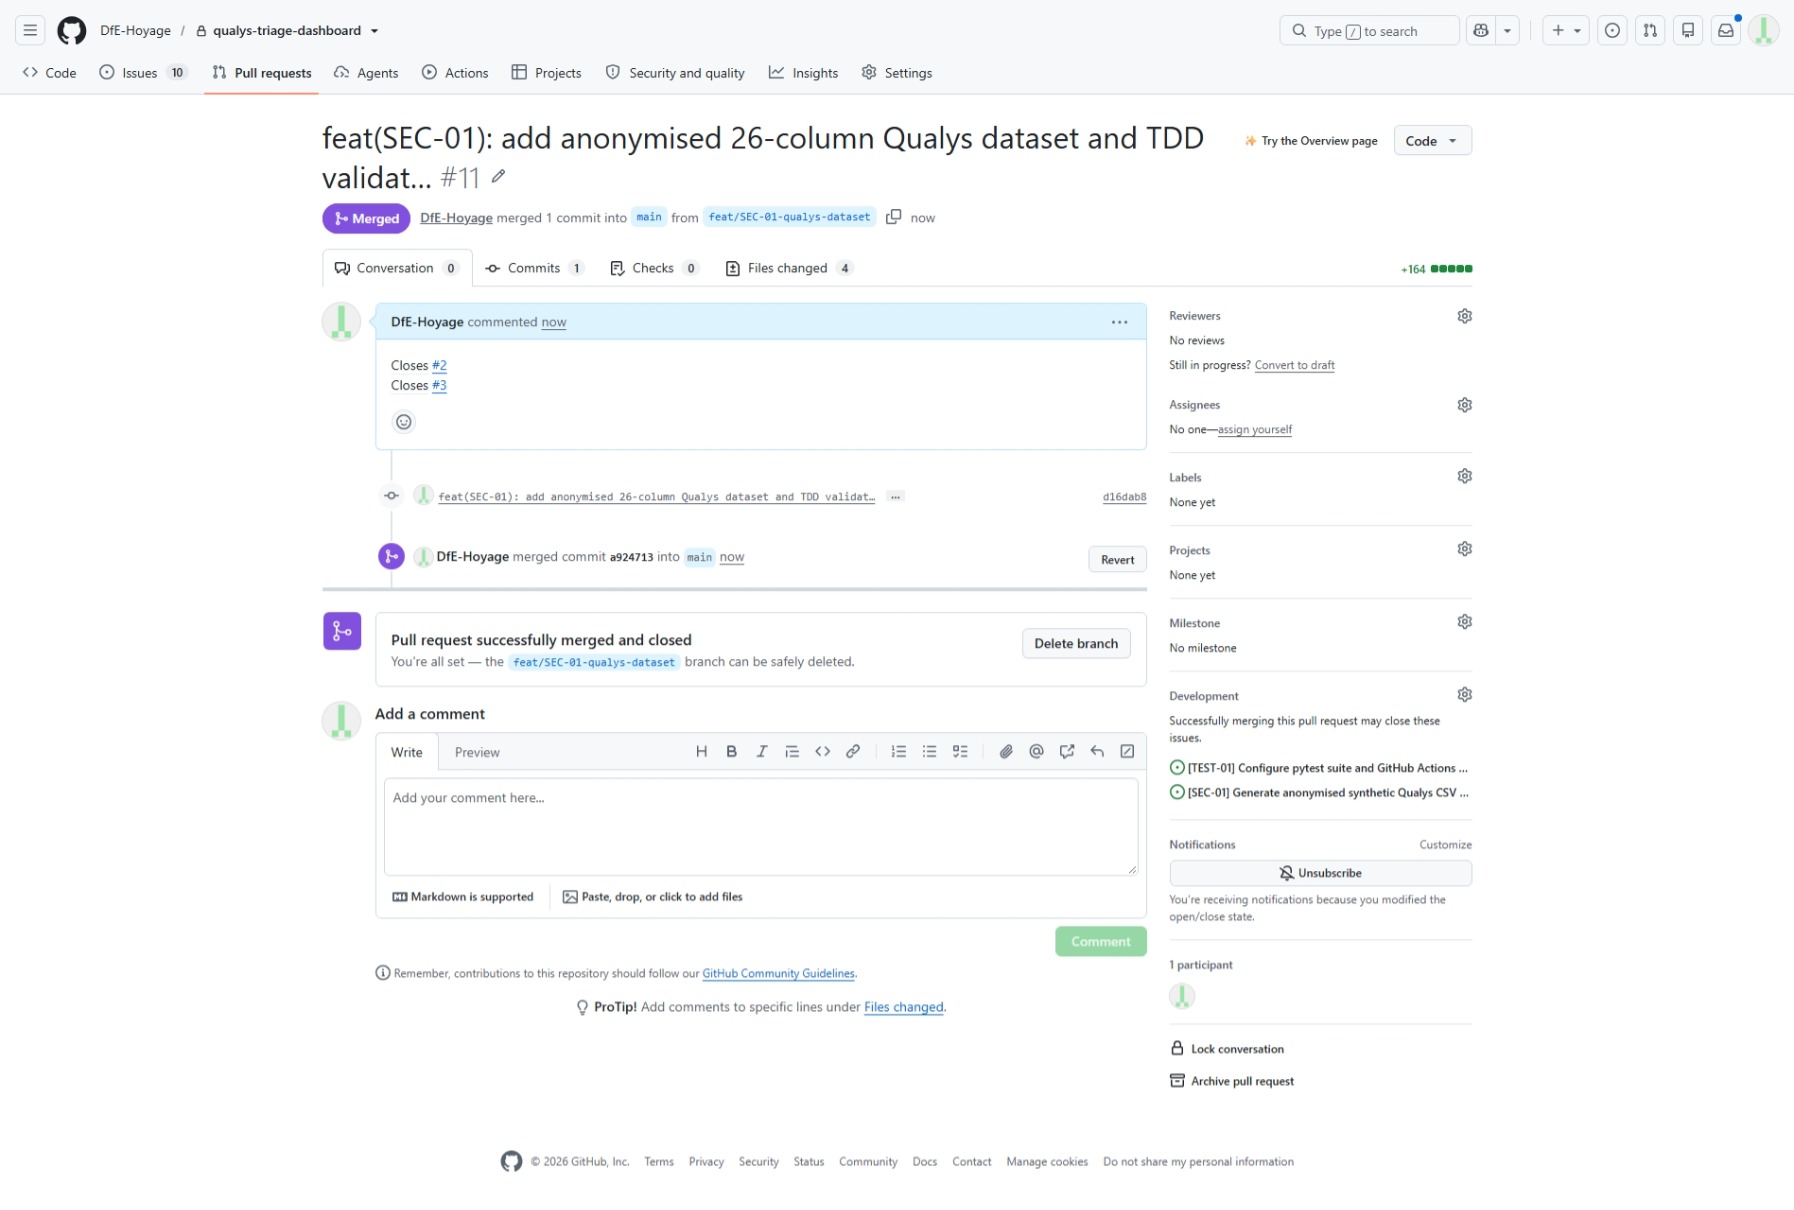 DfE-Hoyage / qualys-triage-dashboard
Type / to search
Code
Issues 10
Pull requests
Agents
Actions
Projects
Security and quality
Insights
Settings
feat(SEC-01): add anonymised 26-column Qualys dataset and TDD
validat... #11
Try the Overview page
Code
Merged
DfE-Hoyage merged 1 commit into main from feat/SEC-01-qualys-dataset now
Conversation 0
Commits 1
Checks 0
Files changed 4
+164
DfE-Hoyage commented now
Closes #2
Closes #3
feat(SEC-01): add anonymised 26-column Qualys dataset and TDD validat…
d16dab8
DfE-Hoyage merged commit a924713 into main now
Revert
Pull request successfully merged and closed
You're all set — the feat/SEC-01-qualys-dataset branch can be safely deleted.
Delete branch
Add a comment
Write
Preview
Add your comment here...
Markdown is supported
Paste, drop, or click to add files
Comment
Remember, contributions to this repository should follow our GitHub Community Guidelines.
ProTip! Add comments to specific lines under Files changed.
Reviewers
No reviews
Still in progress? Convert to draft
Assignees
No one—assign yourself
Labels
None yet
Projects
None yet
Milestone
No milestone
Development
Successfully merging this pull request may close these
issues.
[TEST-01] Configure pytest suite and GitHub Actions ...
[SEC-01] Generate anonymised synthetic Qualys CSV ...
Notifications
Customize
Unsubscribe
You're receiving notifications because you modified the
open/close state.
1 participant
Lock conversation
Archive pull request
© 2026 GitHub, Inc.
Terms
Privacy
Security
Status
Community
Docs
Contact
Manage cookies
Do not share my personal information